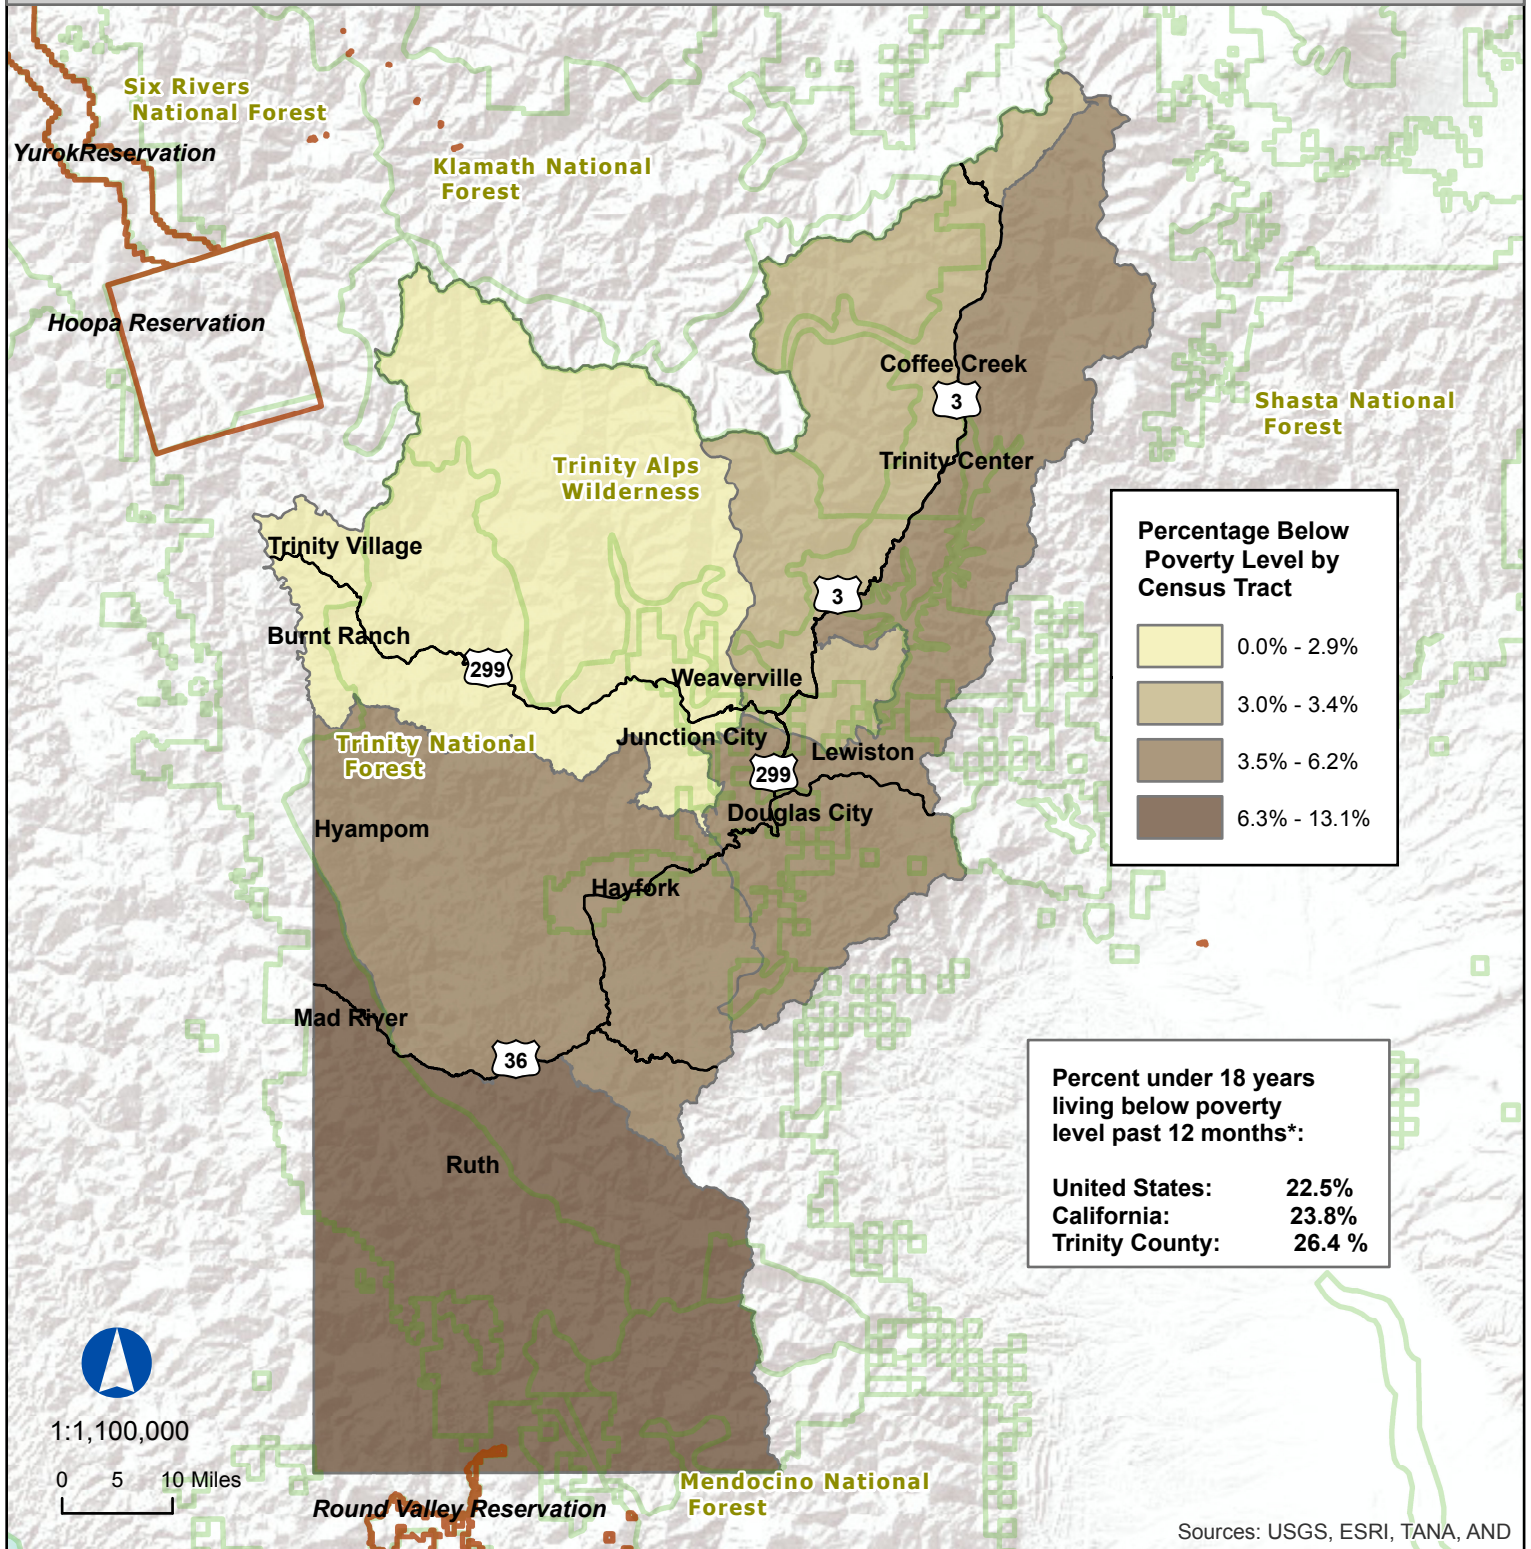 Six Rivers
National Forest
YurokReservation
Klamath National
Forest
Hoopa Reservation
Coffee Creek
3
Shasta National
Forest
Trinity Center
Trinity Alps
Wilderness
Trinity Village
3
Burnt Ranch
299
Weaverville
Junction City
Trinity National
Forest
Lewiston
299
Douglas City
Hyampom
Hayfork
Mad River
36
Ruth
Percentage Below
Poverty Level by
Census Tract
0.0% - 2.9%
3.0% - 3.4%
3.5% - 6.2%
6.3% - 13.1%
Percent under 18 years
living below poverty
level past 12 months*:
United States: 22.5%
California: 23.8%
Trinity County: 26.4 %
1:1,100,000
0 5 10 Miles
Mendocino National
Forest
Round Valley Reservation
Sources: USGS, ESRI, TANA, AND